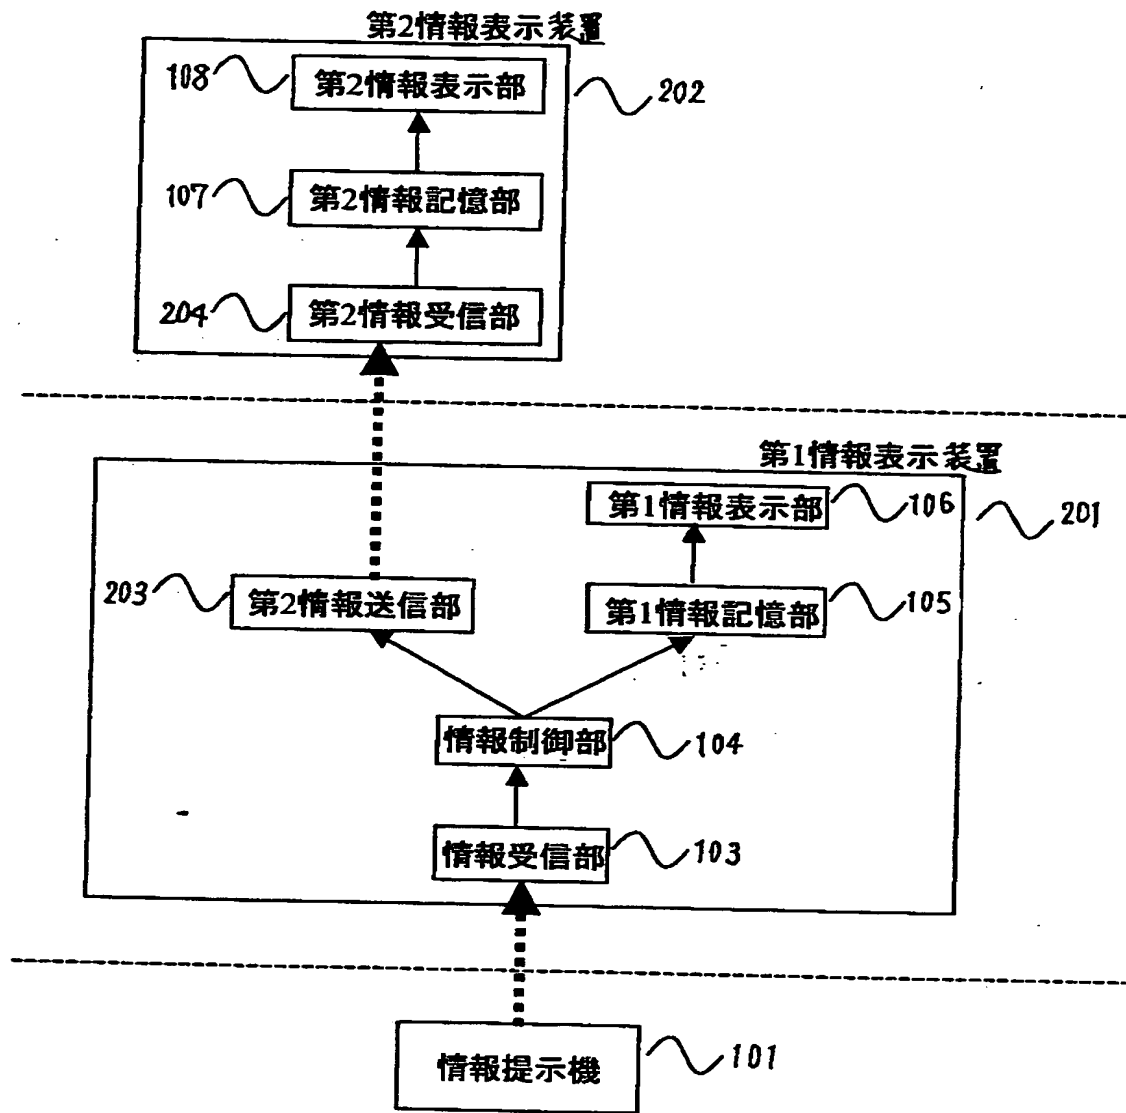 第2情報表示装置
108
第2情報表示部
202
107
第2情報記憶部
204
第2情報受信部
第1情報表示装置
第1情報表示部
106
201
203
第2情報送信部
第1情報記憶部
105
情報制御部
104
情報受信部
103
情報提示機
101